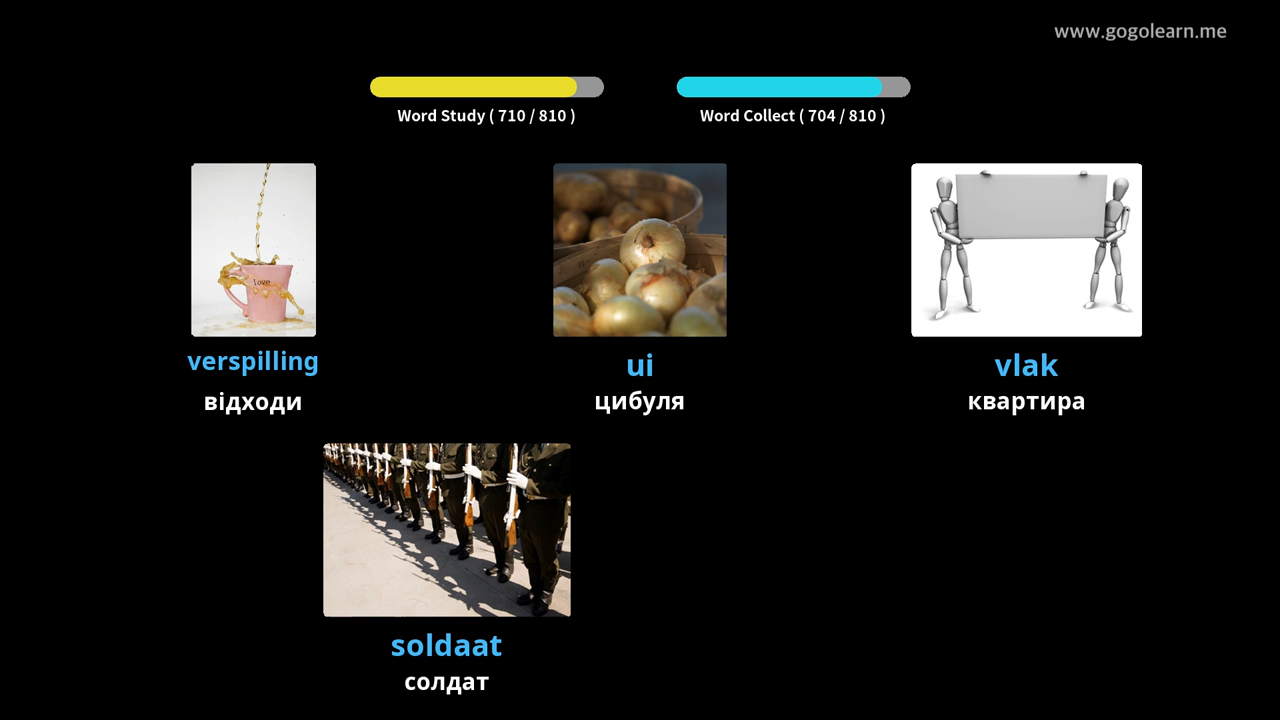 www.gogolearn.me
Word Study ( 710 / 810 )
Word Collect ( 704 / 810 )
love
verspilling
відходи
ui
цибуля
vlak
квартира
soldaat
солдат